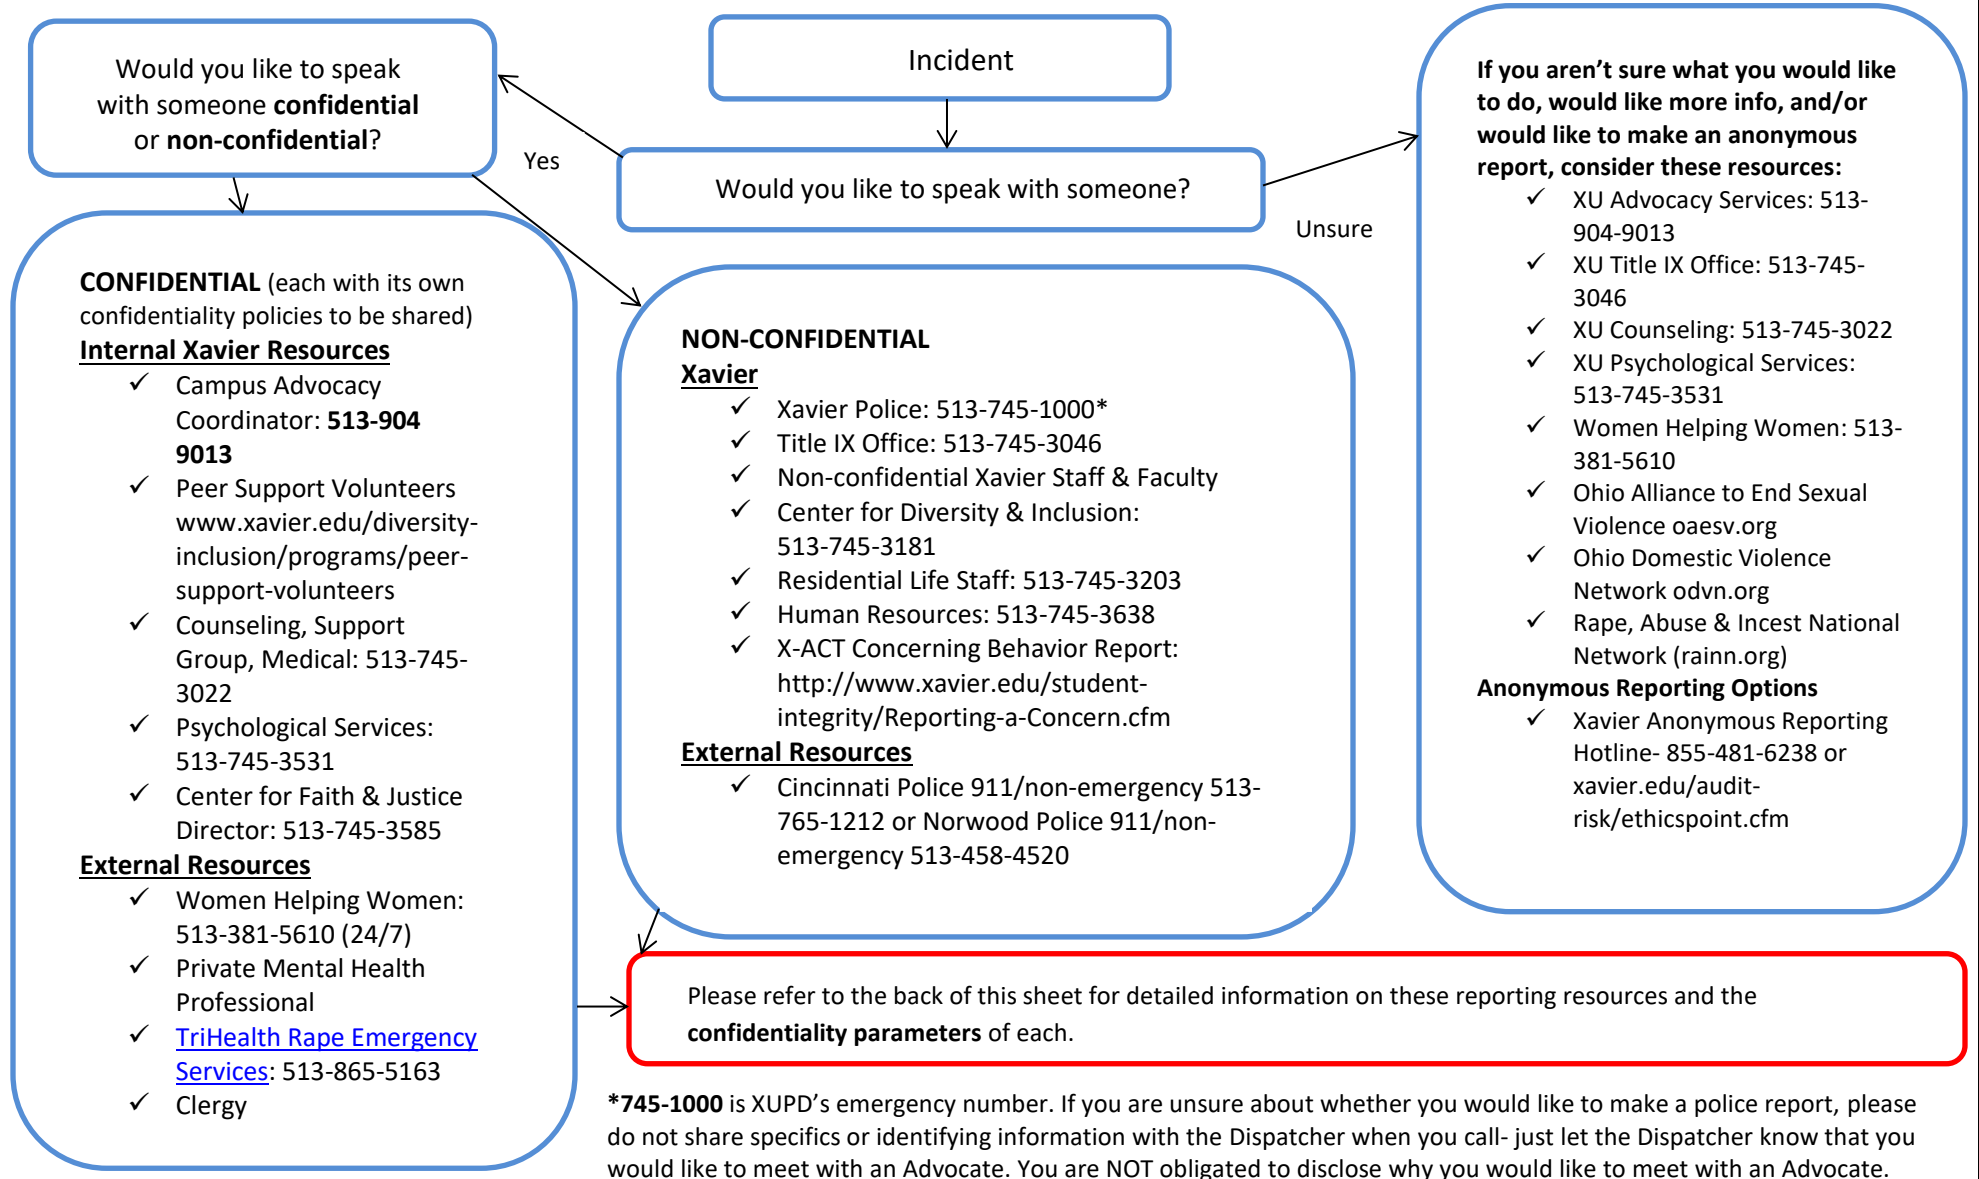 Incident
Would you like to speak with someone?
Yes
Unsure
Would you like to speak
with someone confidential
or non-confidential?
CONFIDENTIAL (each with its own
confidentiality policies to be shared)
Internal Xavier Resources
✓ Campus Advocacy
Coordinator: 513-904
9013
✓ Peer Support Volunteers
www.xavier.edu/diversity-
inclusion/programs/peer-
support-volunteers
✓ Counseling, Support
Group, Medical: 513-745-
3022
✓ Psychological Services:
513-745-3531
✓ Center for Faith & Justice
Director: 513-745-3585
External Resources
✓ Women Helping Women:
513-381-5610 (24/7)
✓ Private Mental Health
Professional
✓ TriHealth Rape Emergency
Services: 513-865-5163
✓ Clergy
NON-CONFIDENTIAL
Xavier
✓ Xavier Police: 513-745-1000*
✓ Title IX Office: 513-745-3046
✓ Non-confidential Xavier Staff & Faculty
✓ Center for Diversity & Inclusion:
513-745-3181
✓ Residential Life Staff: 513-745-3203
✓ Human Resources: 513-745-3638
✓ X-ACT Concerning Behavior Report:
http://www.xavier.edu/student-
integrity/Reporting-a-Concern.cfm
External Resources
✓ Cincinnati Police 911/non-emergency 513-
765-1212 or Norwood Police 911/non-
emergency 513-458-4520
If you aren’t sure what you would like
to do, would like more info, and/or
would like to make an anonymous
report, consider these resources:
✓ XU Advocacy Services: 513-
904-9013
✓ XU Title IX Office: 513-745-
3046
✓ XU Counseling: 513-745-3022
✓ XU Psychological Services:
513-745-3531
✓ Women Helping Women: 513-
381-5610
✓ Ohio Alliance to End Sexual
Violence oaesv.org
✓ Ohio Domestic Violence
Network odvn.org
✓ Rape, Abuse & Incest National
Network (rainn.org)
Anonymous Reporting Options
✓ Xavier Anonymous Reporting
Hotline- 855-481-6238 or
xavier.edu/audit-
risk/ethicspoint.cfm
Please refer to the back of this sheet for detailed information on these reporting resources and the
confidentiality parameters of each.
*745-1000 is XUPD’s emergency number. If you are unsure about whether you would like to make a police report, please
do not share specifics or identifying information with the Dispatcher when you call- just let the Dispatcher know that you
would like to meet with an Advocate. You are NOT obligated to disclose why you would like to meet with an Advocate.